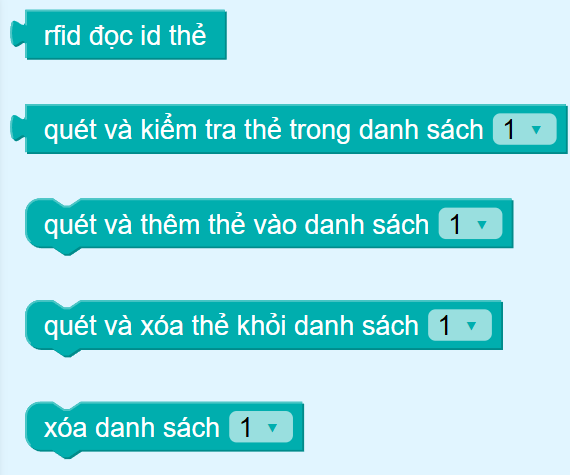 rfid đọc id thẻ
quét và kiểm tra thẻ trong danh sách 1
quét và thêm thẻ vào danh sách 1
quét và xóa thẻ khỏi danh sách 1
xóa danh sách 1